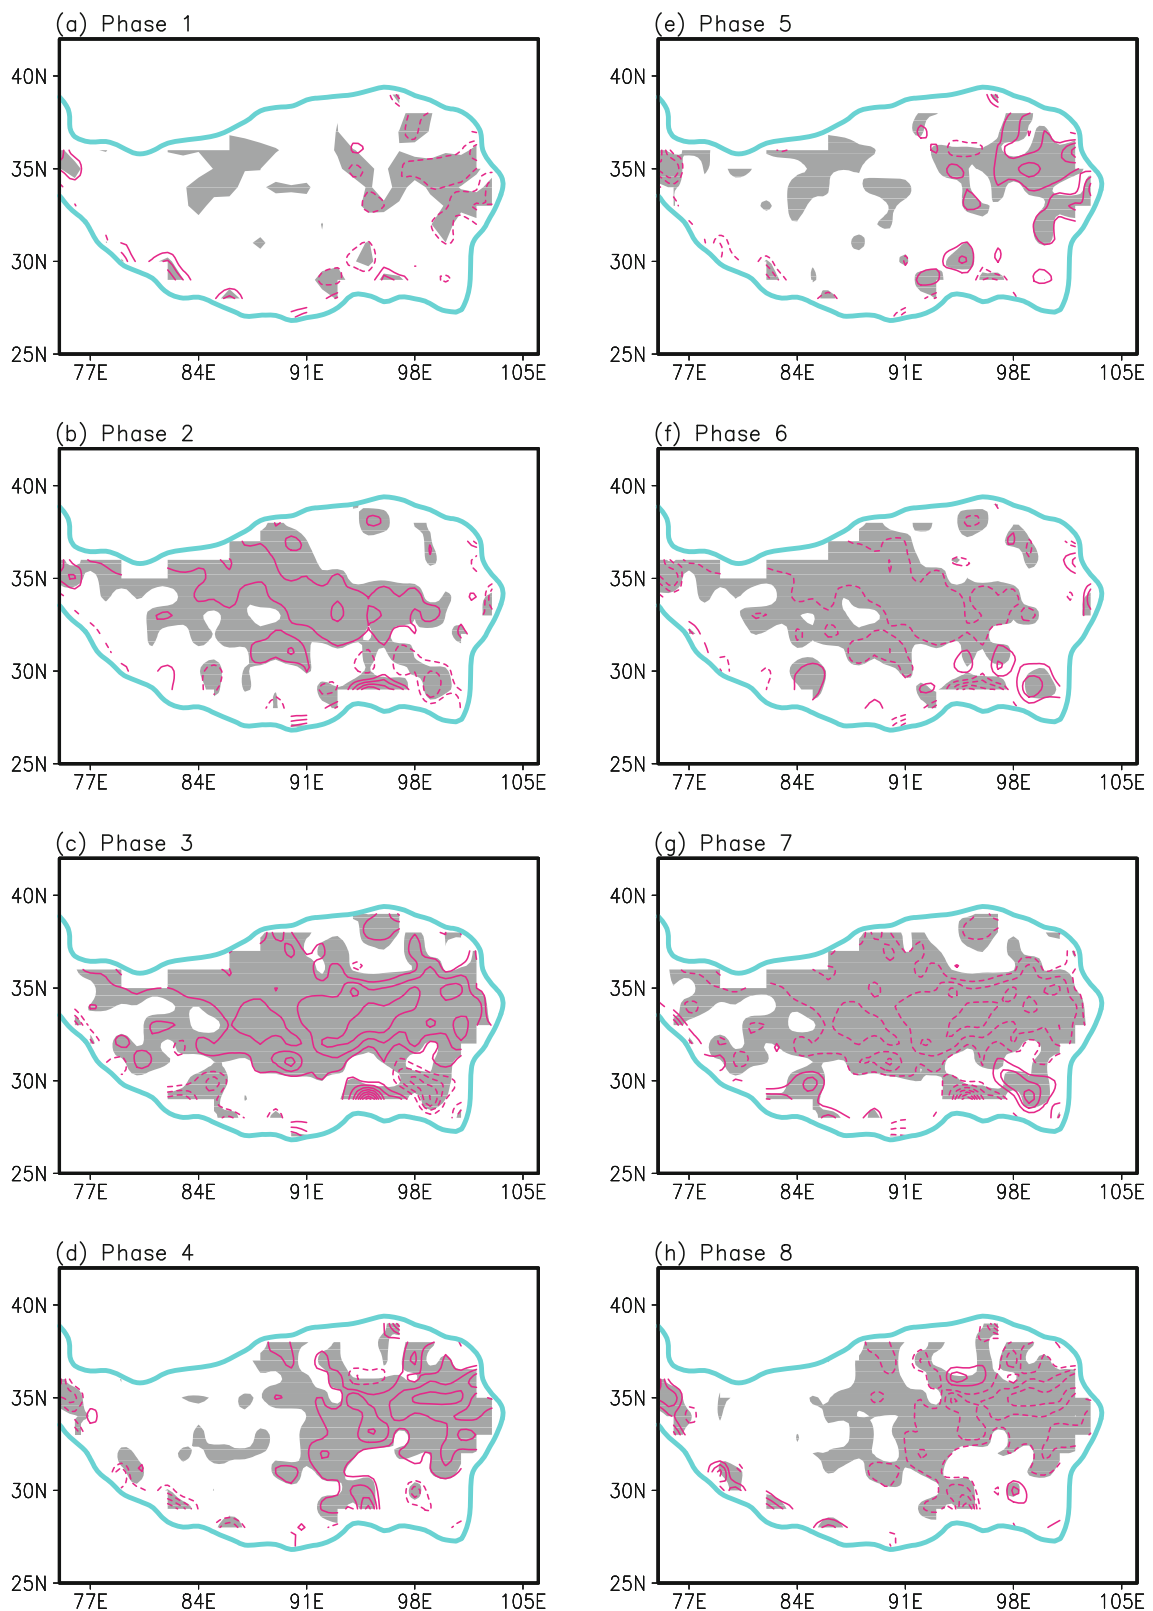 (a) Phase 1
40N
35N
30N
25N
77E 84E 91E 98E 105E
(e) Phase 5
40N
35N
30N
25N
77E 84E 91E 98E 105E
(b) Phase 2
40N
35N
30N
25N
77E 84E 91E 98E 105E
(f) Phase 6
40N
35N
30N
25N
77E 84E 91E 98E 105E
(c) Phase 3
40N
35N
30N
25N
77E 84E 91E 98E 105E
(g) Phase 7
40N
35N
30N
25N
77E 84E 91E 98E 105E
(d) Phase 4
40N
35N
30N
25N
77E 84E 91E 98E 105E
(h) Phase 8
40N
35N
30N
25N
77E 84E 91E 98E 105E